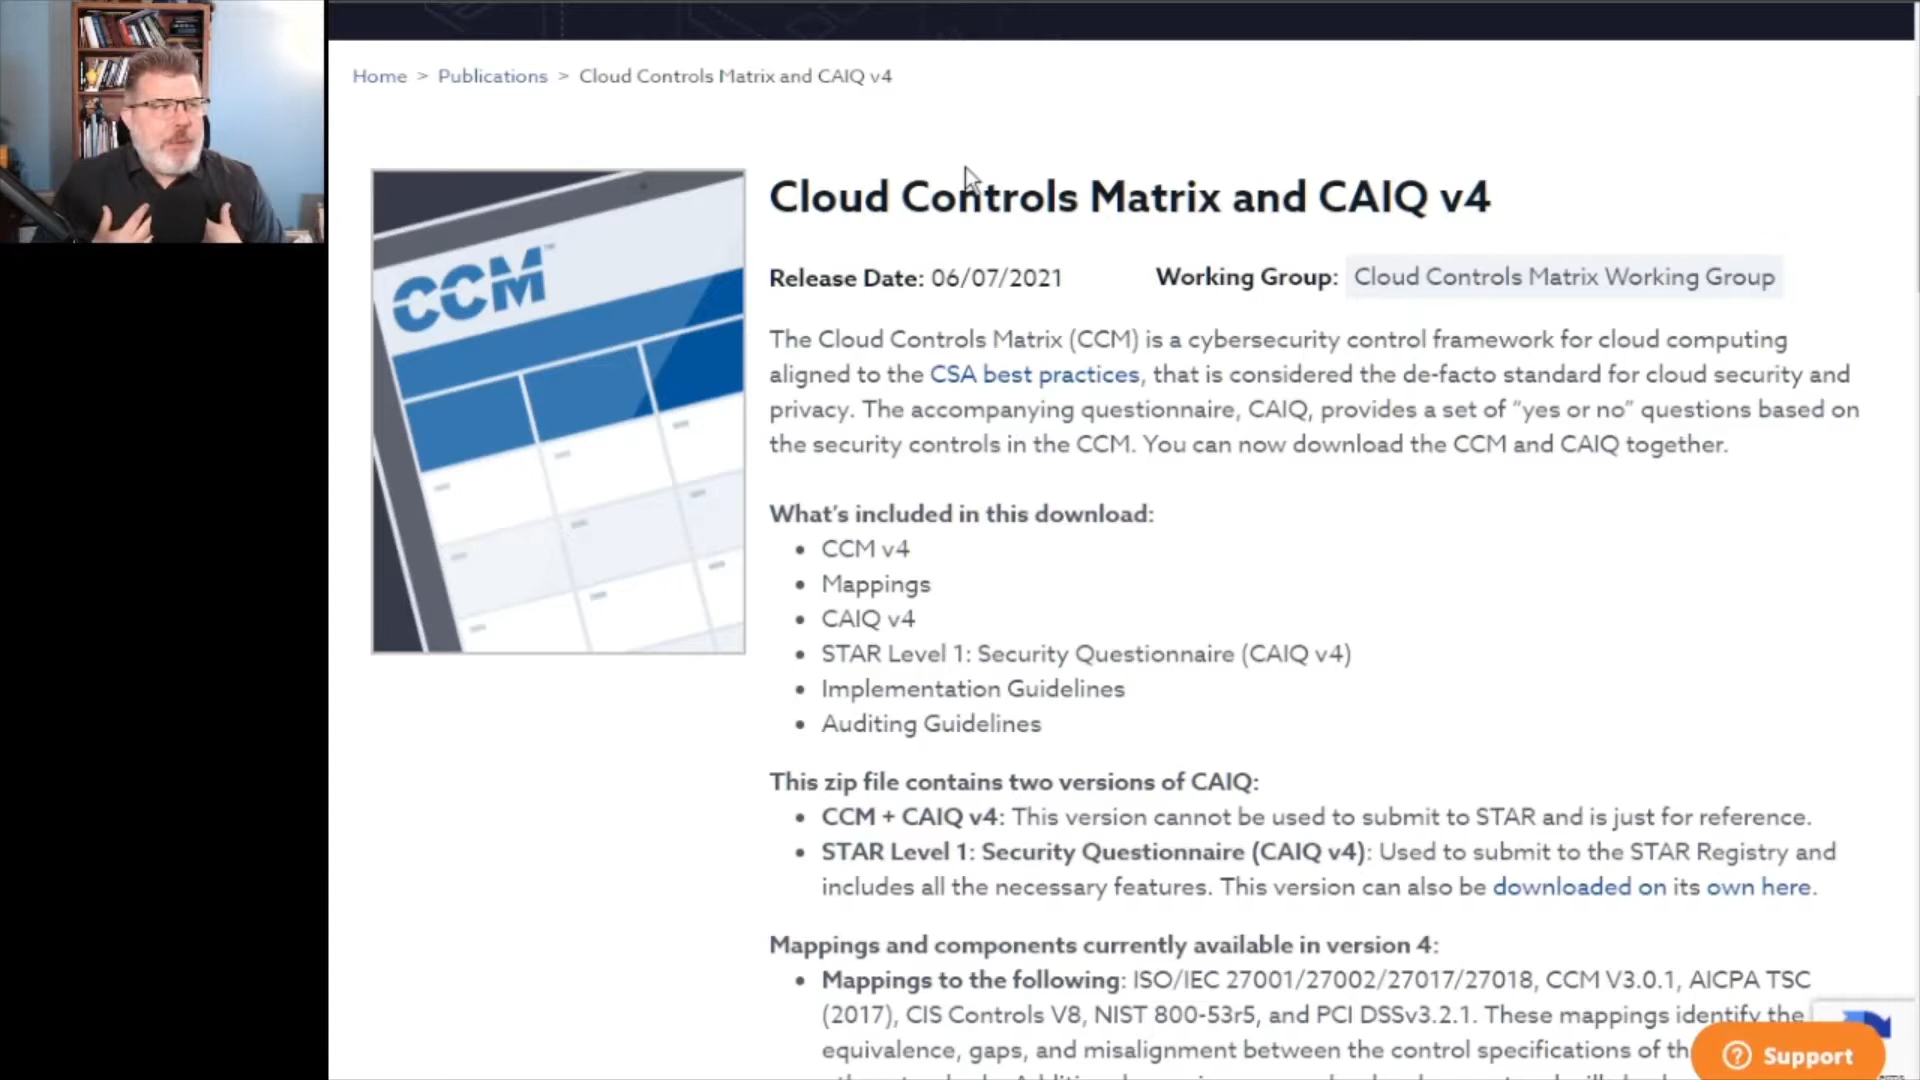 Home > Publications > Cloud Controls Matrix and CAIQ v4
CCM™
Cloud Controls Matrix and CAIQ v4
Release Date: 06/07/2021 Working Group: Cloud Controls Matrix Working Group
The Cloud Controls Matrix (CCM) is a cybersecurity control framework for cloud computing
aligned to the CSA best practices, that is considered the de-facto standard for cloud security and
privacy. The accompanying questionnaire, CAIQ, provides a set of “yes or no” questions based on
the security controls in the CCM. You can now download the CCM and CAIQ together.
What's included in this download:
• CCM v4
• Mappings
• CAIQ v4
• STAR Level 1: Security Questionnaire (CAIQ v4)
• Implementation Guidelines
• Auditing Guidelines
This zip file contains two versions of CAIQ:
• CCM + CAIQ v4: This version cannot be used to submit to STAR and is just for reference.
• STAR Level 1: Security Questionnaire (CAIQ v4): Used to submit to the STAR Registry and
includes all the necessary features. This version can also be downloaded on its own here.
Mappings and components currently available in version 4:
• Mappings to the following: ISO/IEC 27001/27002/27017/27018, CCM V3.0.1, AICPA TSC
(2017), CIS Controls V8, NIST 800-53r5, and PCI DSSv3.2.1. These mappings identify the
equivalence, gaps, and misalignment between the control specifications of
Support